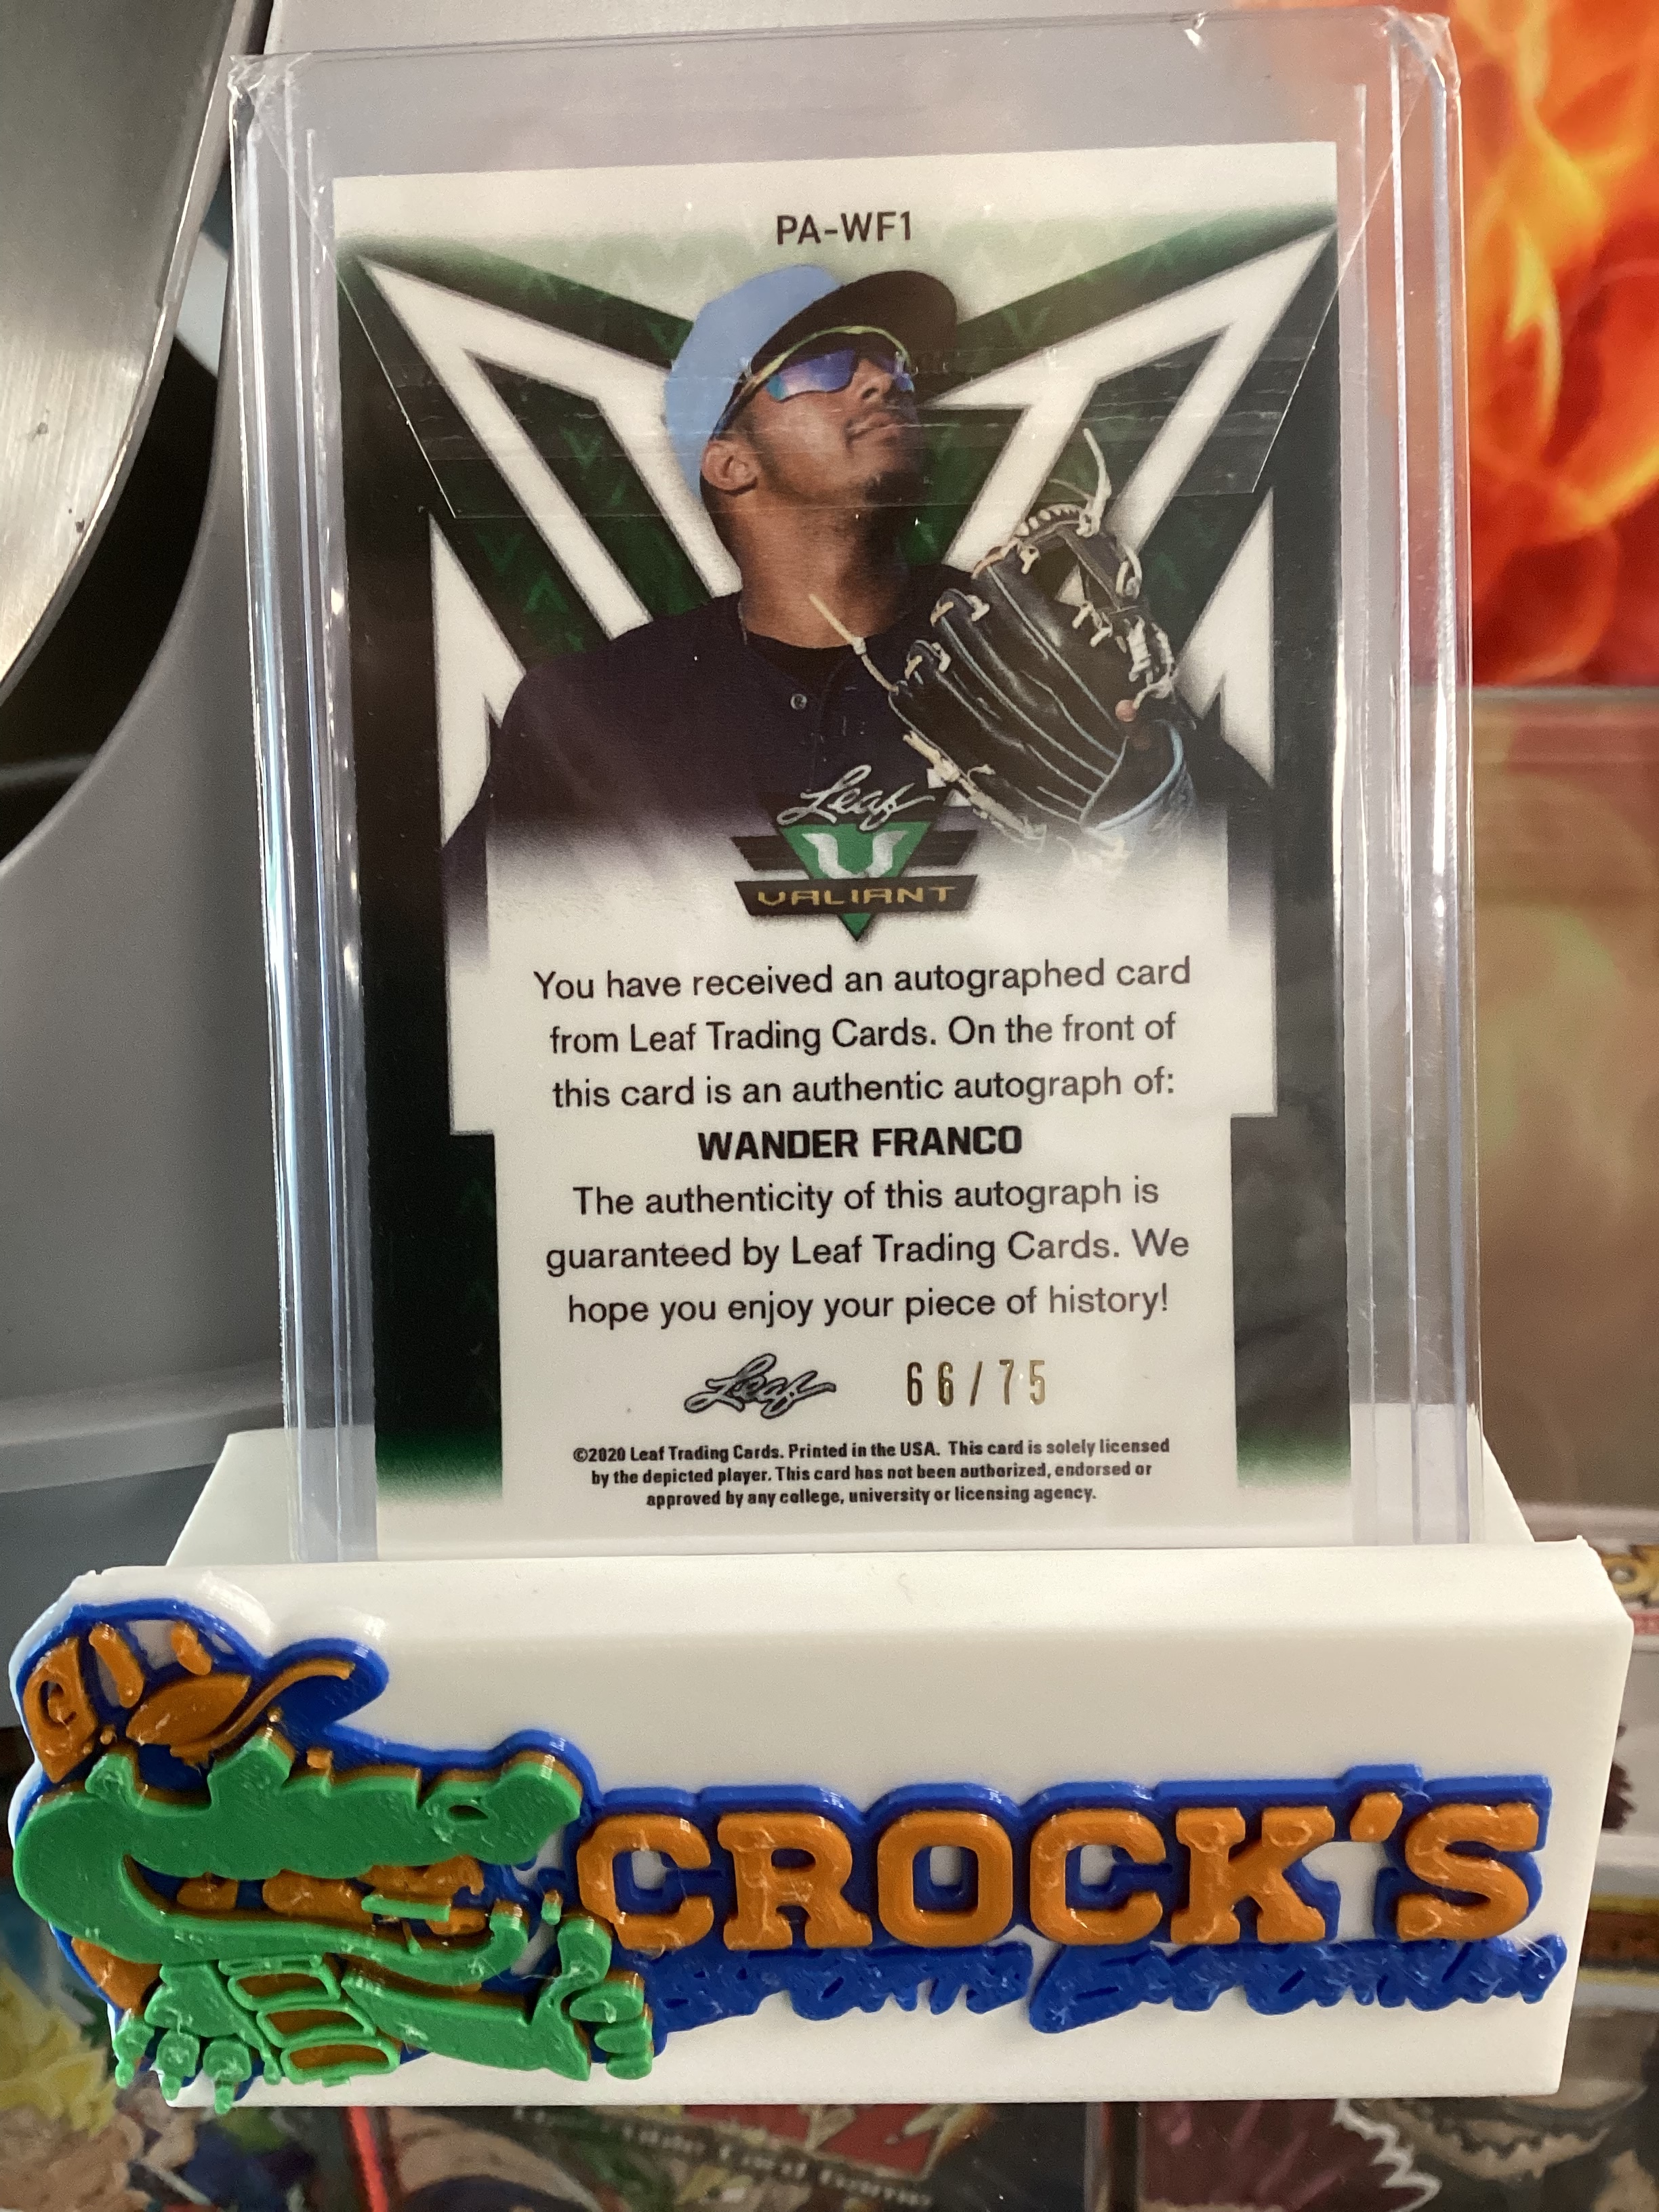 PA-WF1
Leaf
VALIANT
You have received an autographed card
from Leaf Trading Cards. On the front of
this card is an authentic autograph of:
WANDER FRANCO
The authenticity of this autograph is
guaranteed by Leaf Trading Cards. We
hope you enjoy your piece of history!
Leaf 66/75
©2020 Leaf Trading Cards. Printed in the USA. This card is solely licensed
by the depicted player. This card has not been authorized, endorsed or
approved by any college, university or licensing agency.
CROCK'S